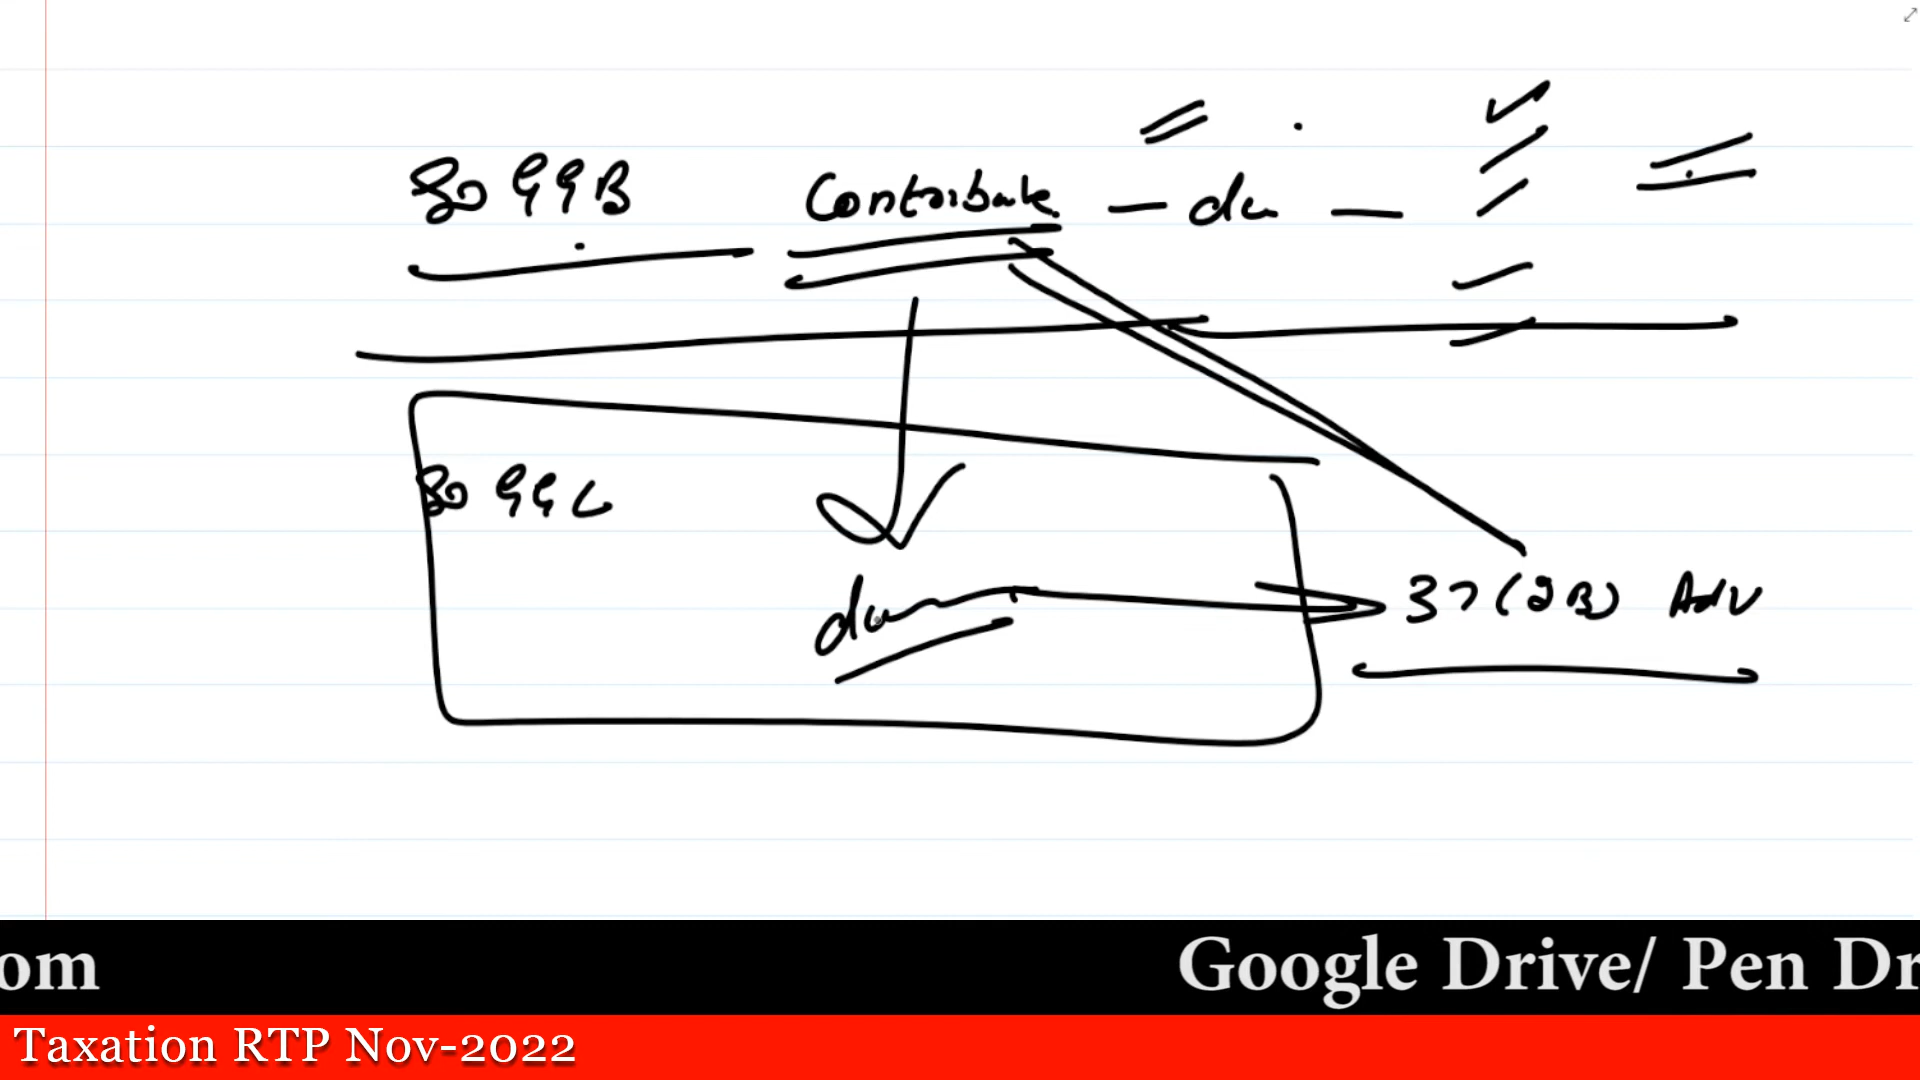 80 GGB Contribute — du —
80 GGC
du 37(2B) Adv
om Google Drive/ Pen Dr
Taxation RTP Nov-2022